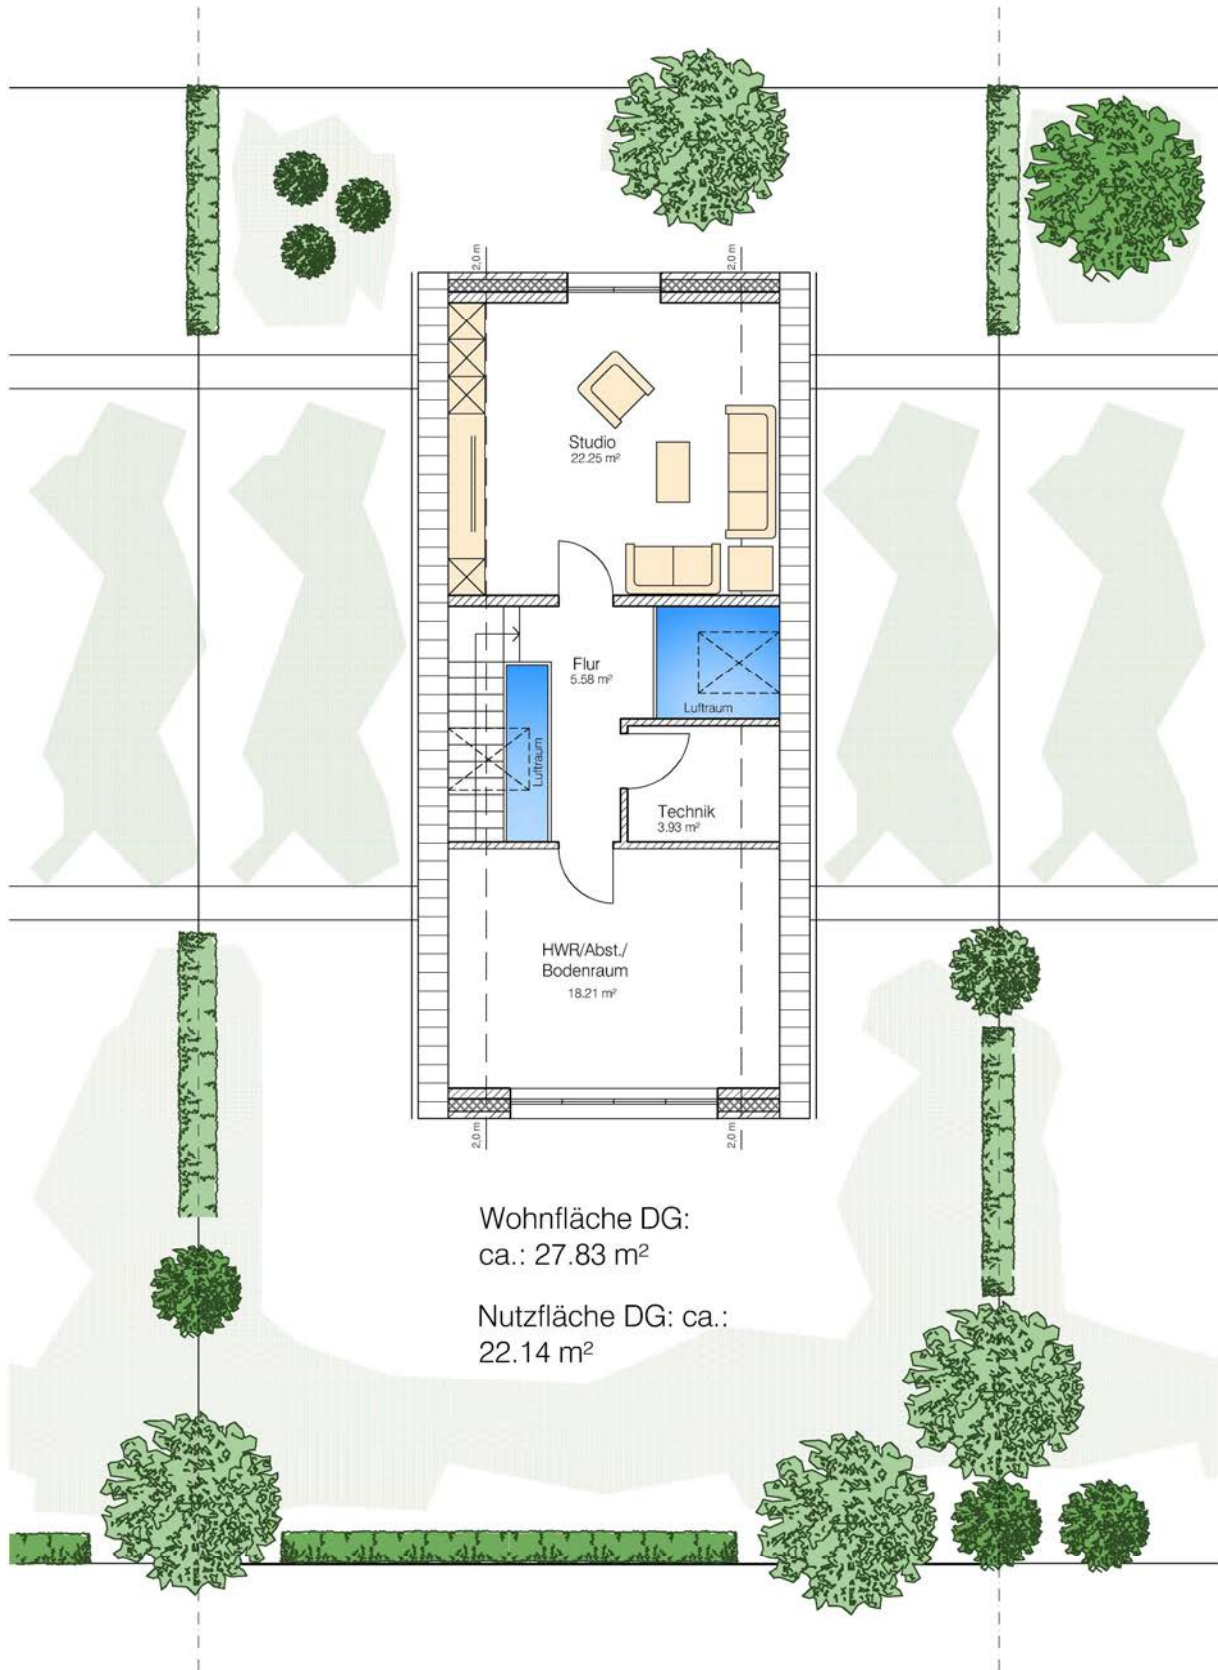 2,0 m
2,0 m
Studio
22.25 m²
Flur
5.58 m²
Luftraum
Luftraum
Technik
3.93 m²
HWR/Abst./
Bodenraum
18.21 m²
2,0 m
2,0 m
Wohnfläche DG:
ca.: 27.83 m²
Nutzfläche DG: ca.:
22.14 m²